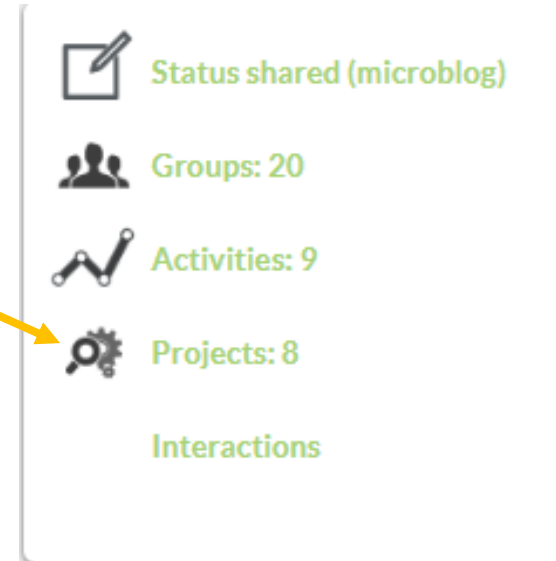 Status shared (microblog)
Groups: 20
Activities: 9
Projects: 8
Interactions